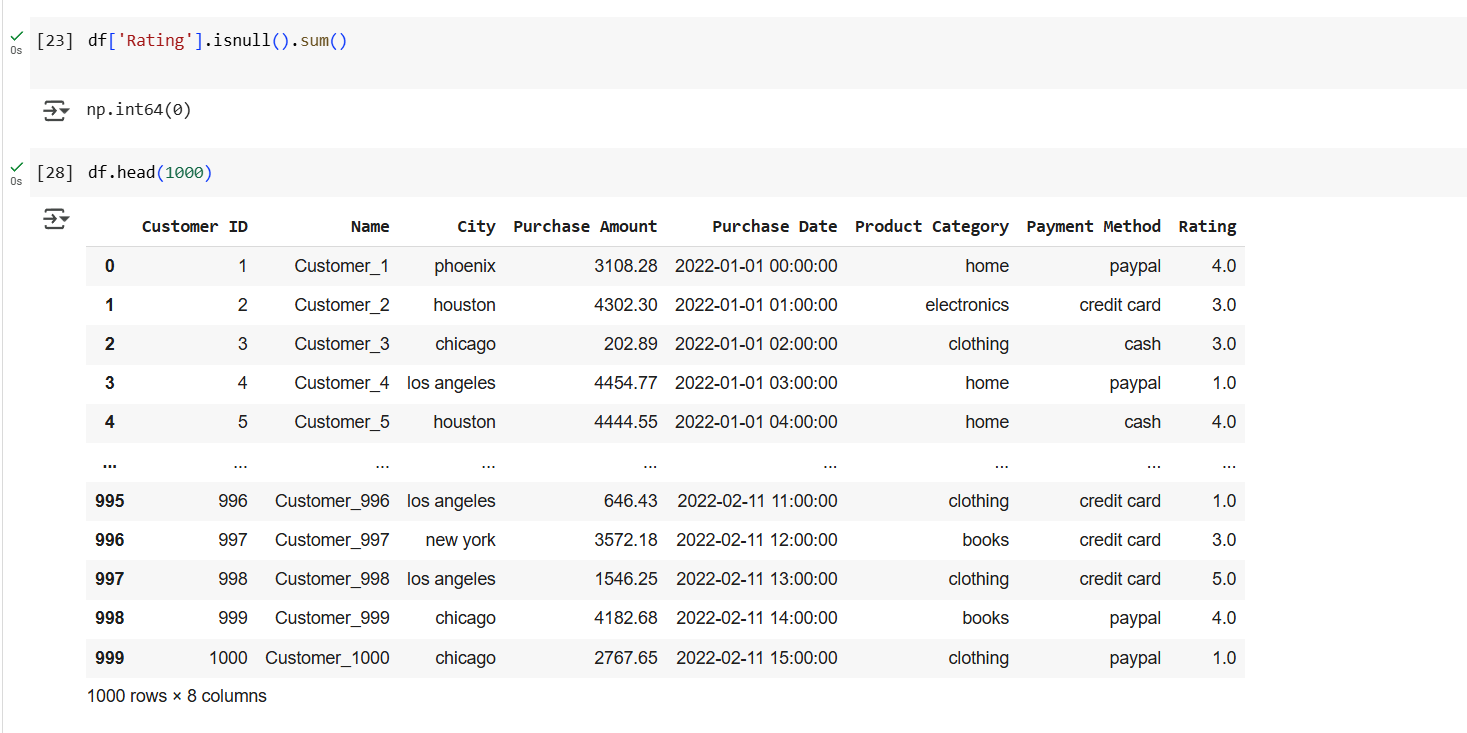 [23] df['Rating'].isnull().sum()
0s
np.int64(0)
[28] df.head(1000)
0s
Customer ID Name City Purchase Amount Purchase Date Product Category Payment Method Rating
0 1 Customer_1 phoenix 3108.28 2022-01-01 00:00:00 home paypal 4.0
1 2 Customer_2 houston 4302.30 2022-01-01 01:00:00 electronics credit card 3.0
2 3 Customer_3 chicago 202.89 2022-01-01 02:00:00 clothing cash 3.0
3 4 Customer_4 los angeles 4454.77 2022-01-01 03:00:00 home paypal 1.0
4 5 Customer_5 houston 4444.55 2022-01-01 04:00:00 home cash 4.0
... ... ... ... ... ... ... ... ...
995 996 Customer_996 los angeles 646.43 2022-02-11 11:00:00 clothing credit card 1.0
996 997 Customer_997 new york 3572.18 2022-02-11 12:00:00 books credit card 3.0
997 998 Customer_998 los angeles 1546.25 2022-02-11 13:00:00 clothing credit card 5.0
998 999 Customer_999 chicago 4182.68 2022-02-11 14:00:00 books paypal 4.0
999 1000 Customer_1000 chicago 2767.65 2022-02-11 15:00:00 clothing paypal 1.0
1000 rows × 8 columns